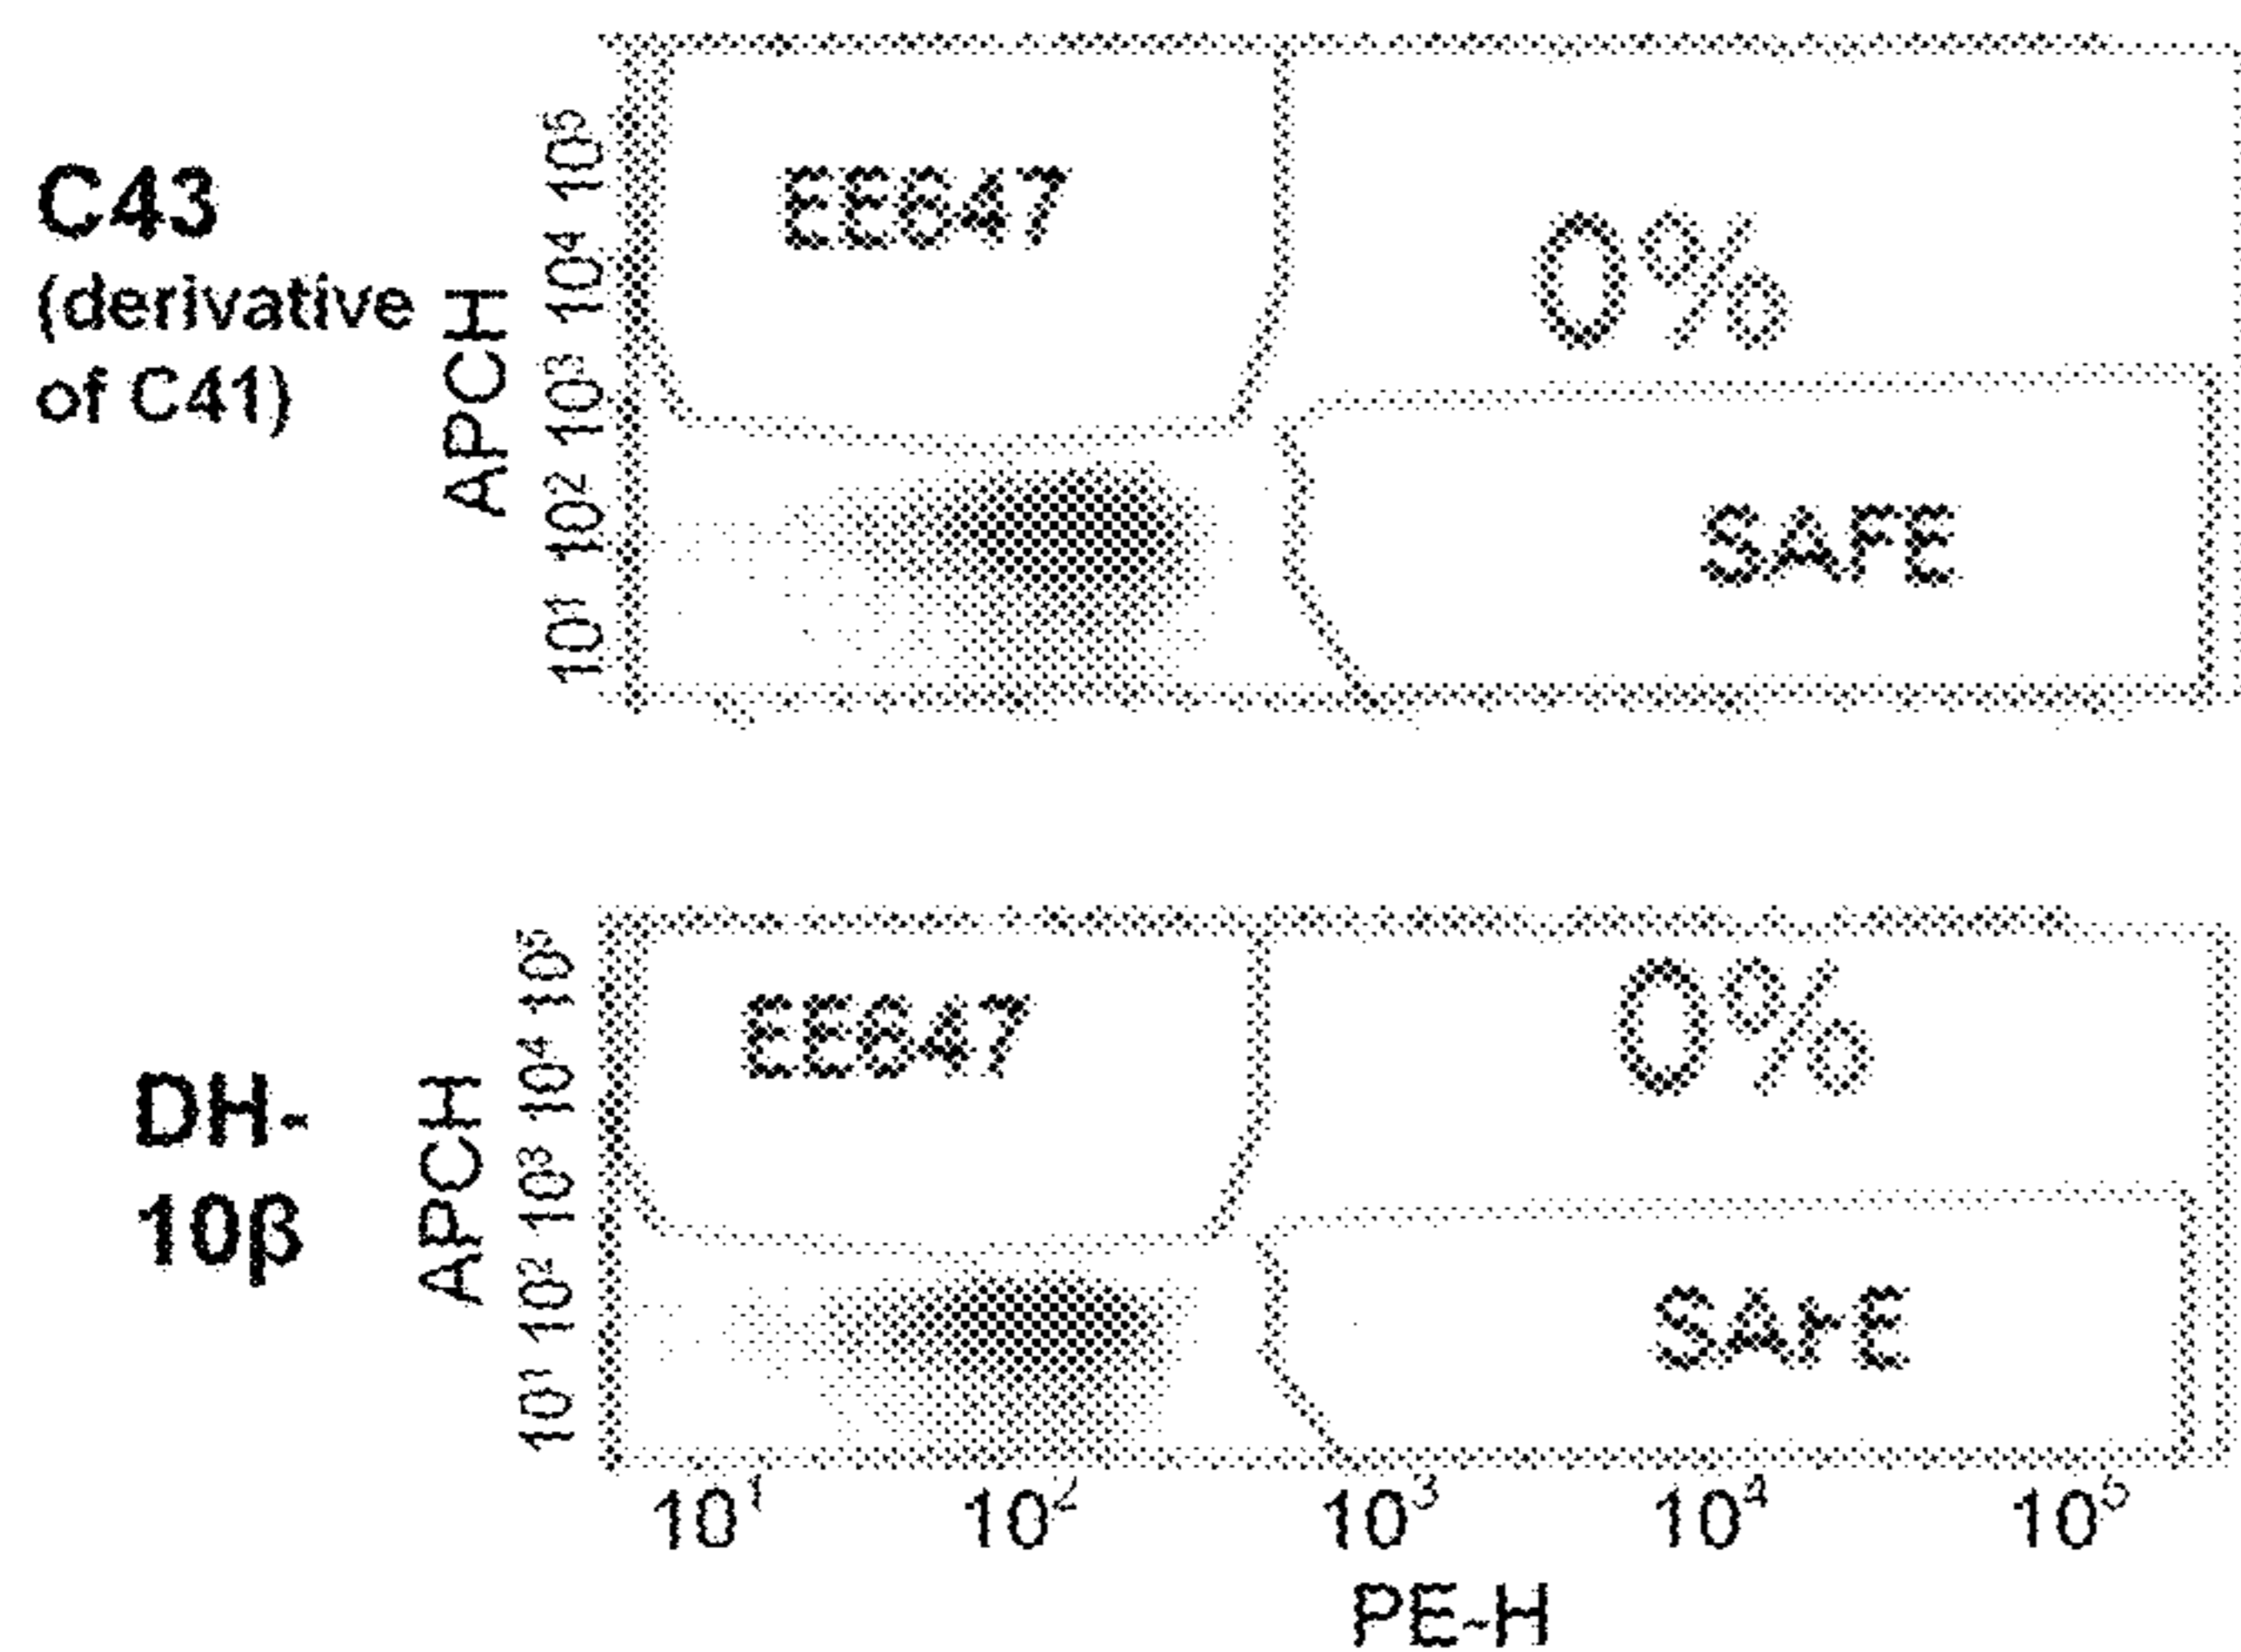 C43
(derivative
of C41)
APCH
10⁵
10⁴
10³
10²
10¹
EE647
0%
SAFE
DH-
10β
APCH
10⁵
10⁴
10³
10²
10¹
EE647
0%
SAFE
10¹ 10² 10³ 10⁴ 10⁵
PE-H